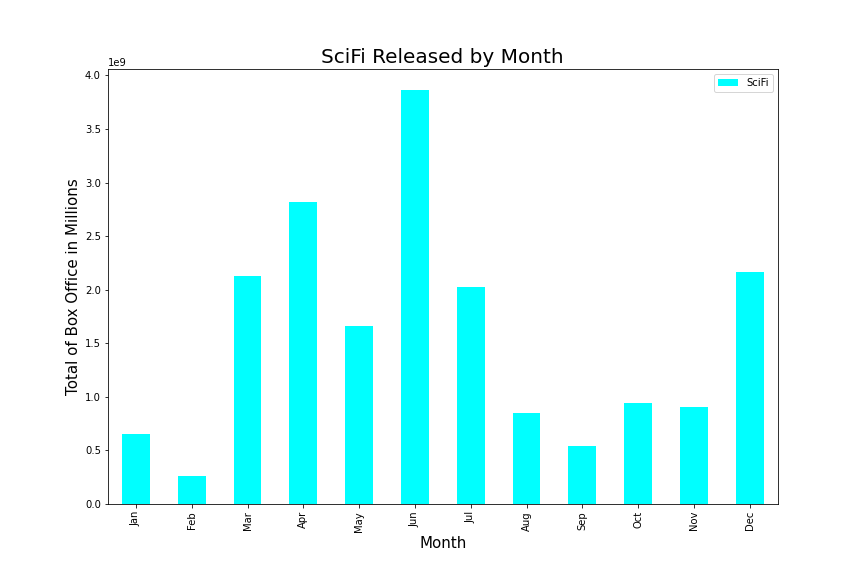 SciFi Released by Month
1e9
SciFi
4.0
3.5
3.0
2.5
2.0
1.5
1.0
0.5
0.0
Total of Box Office in Millions
Jan
Feb
Mar
Apr
May
Jun
Jul
Aug
Sep
Oct
Nov
Dec
Month